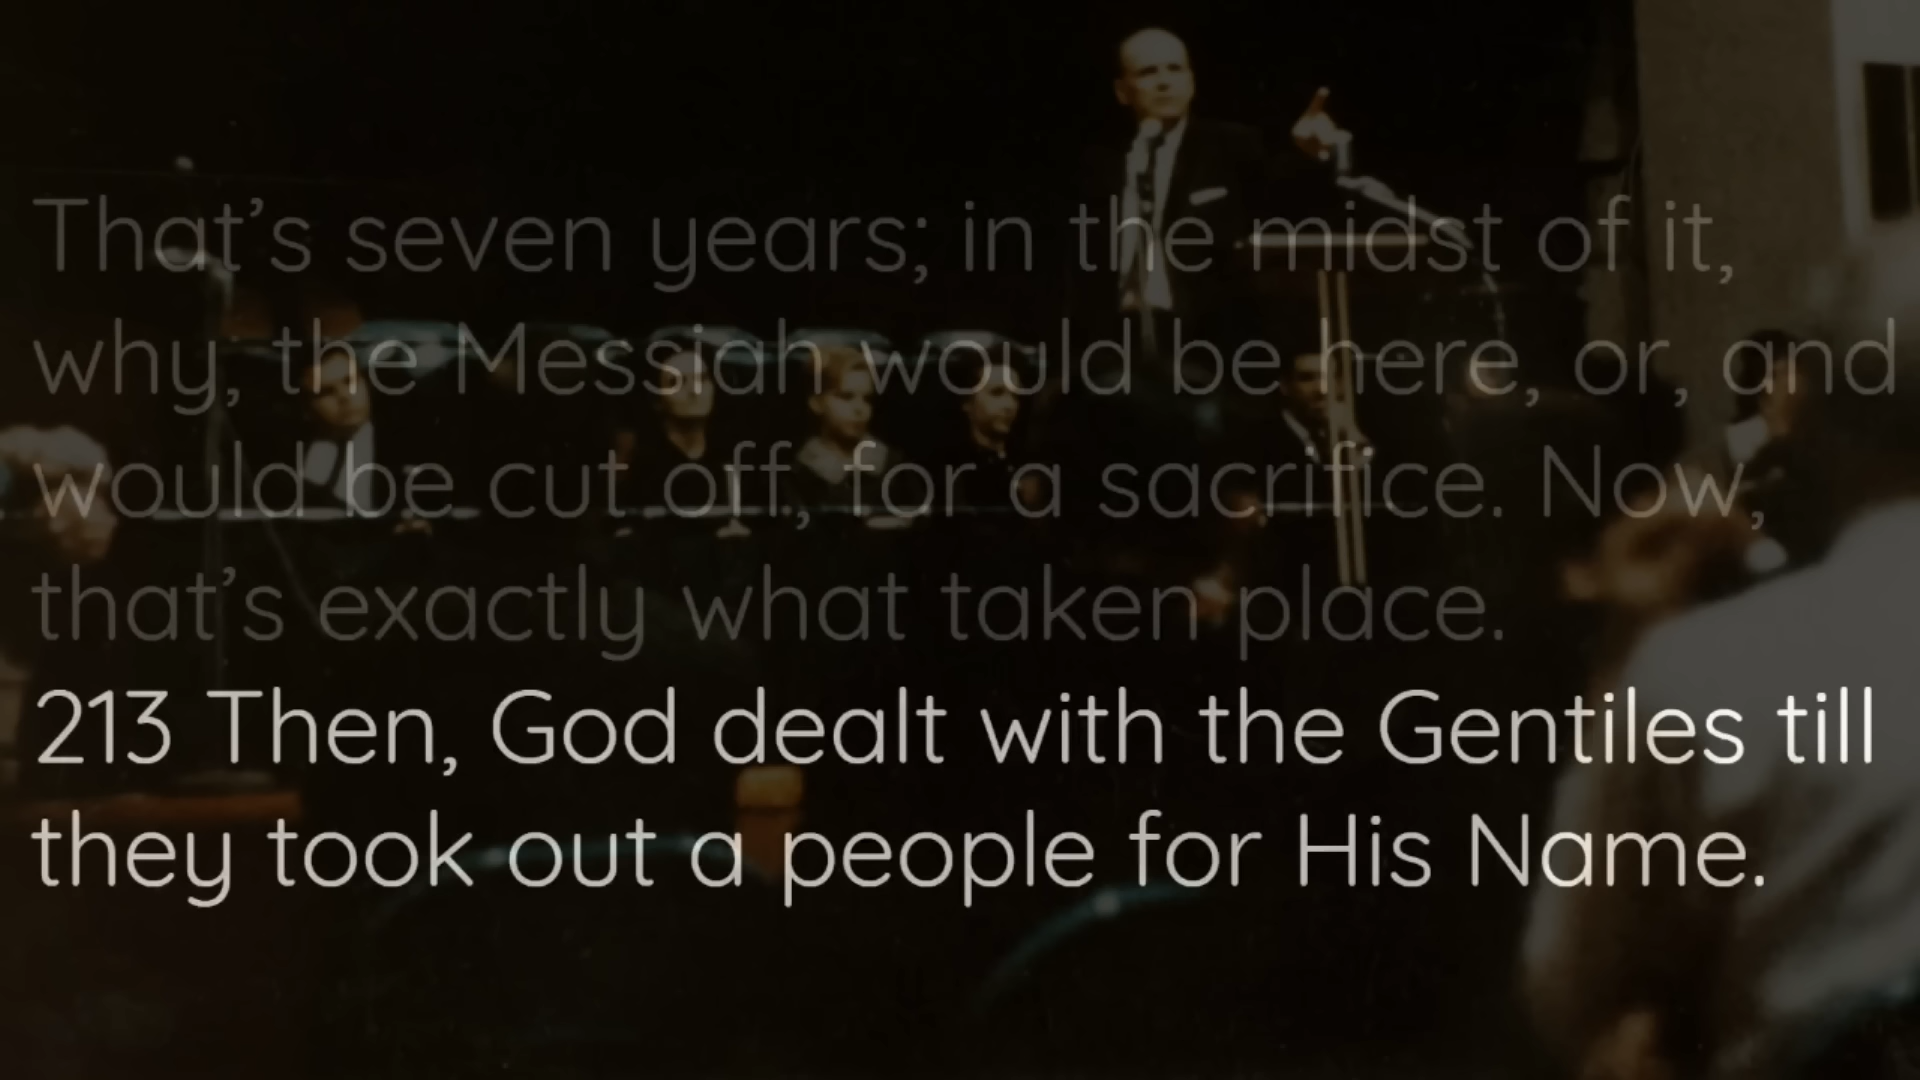 That’s seven years; in the midst of it,
why, the Messiah would be here, or, and
would be cut off, for a sacrifice. Now,
that’s exactly what taken place.
213 Then, God dealt with the Gentiles till
they took out a people for His Name.